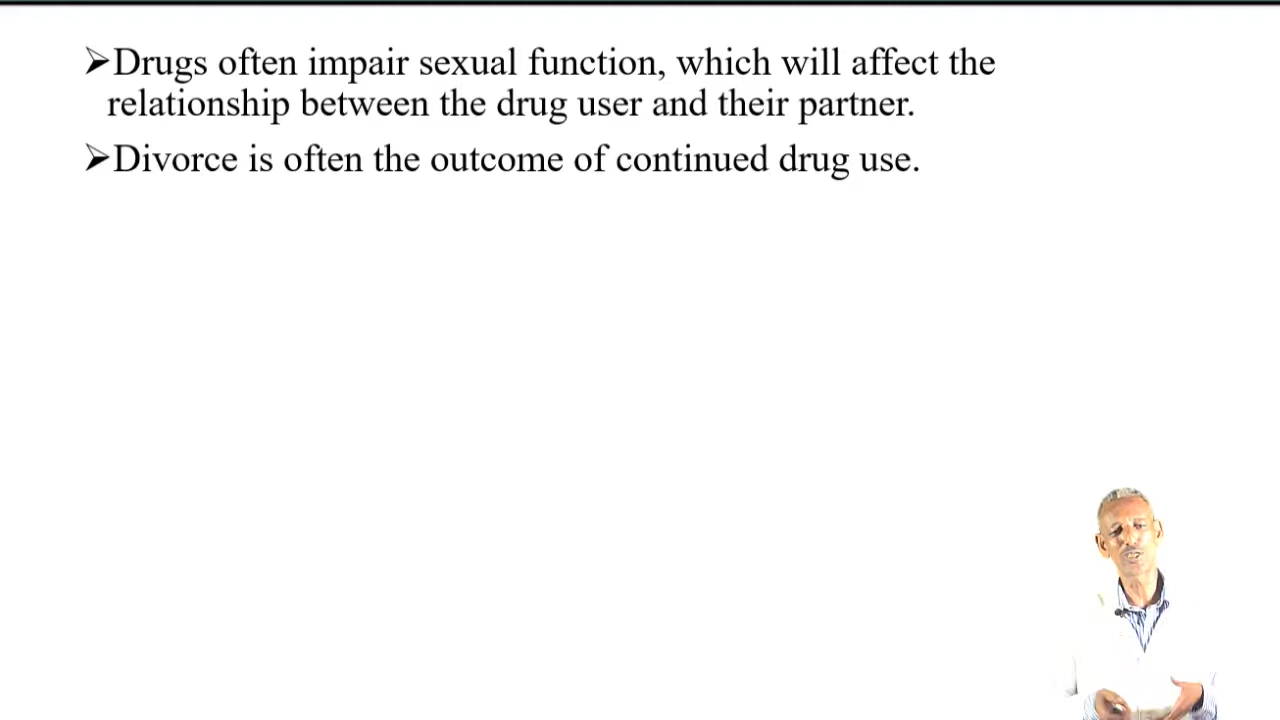 ➢Drugs often impair sexual function, which will affect the
relationship between the drug user and their partner.
➢Divorce is often the outcome of continued drug use.